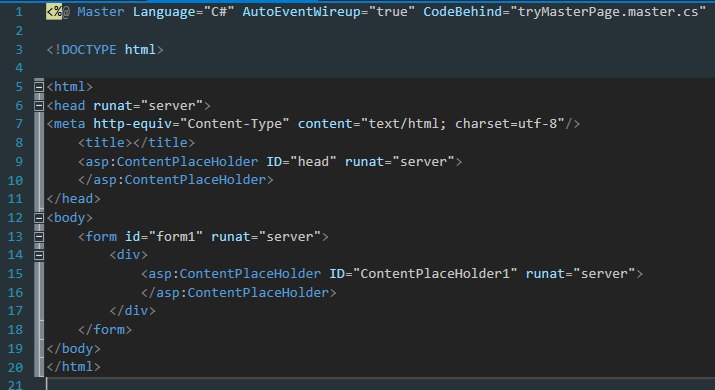 1 <%@ Master Language="C#" AutoEventWireup="true" CodeBehind="tryMasterPage.master.cs"
2
3 <!DOCTYPE html>
4
5 <html>
6 <head runat="server">
7 <meta http-equiv="Content-Type" content="text/html; charset=utf-8"/>
8     <title></title>
9     <asp:ContentPlaceHolder ID="head" runat="server">
10     </asp:ContentPlaceHolder>
11 </head>
12 <body>
13     <form id="form1" runat="server">
14         <div>
15             <asp:ContentPlaceHolder ID="ContentPlaceHolder1" runat="server">
16             </asp:ContentPlaceHolder>
17         </div>
18     </form>
19 </body>
20 </html>
21